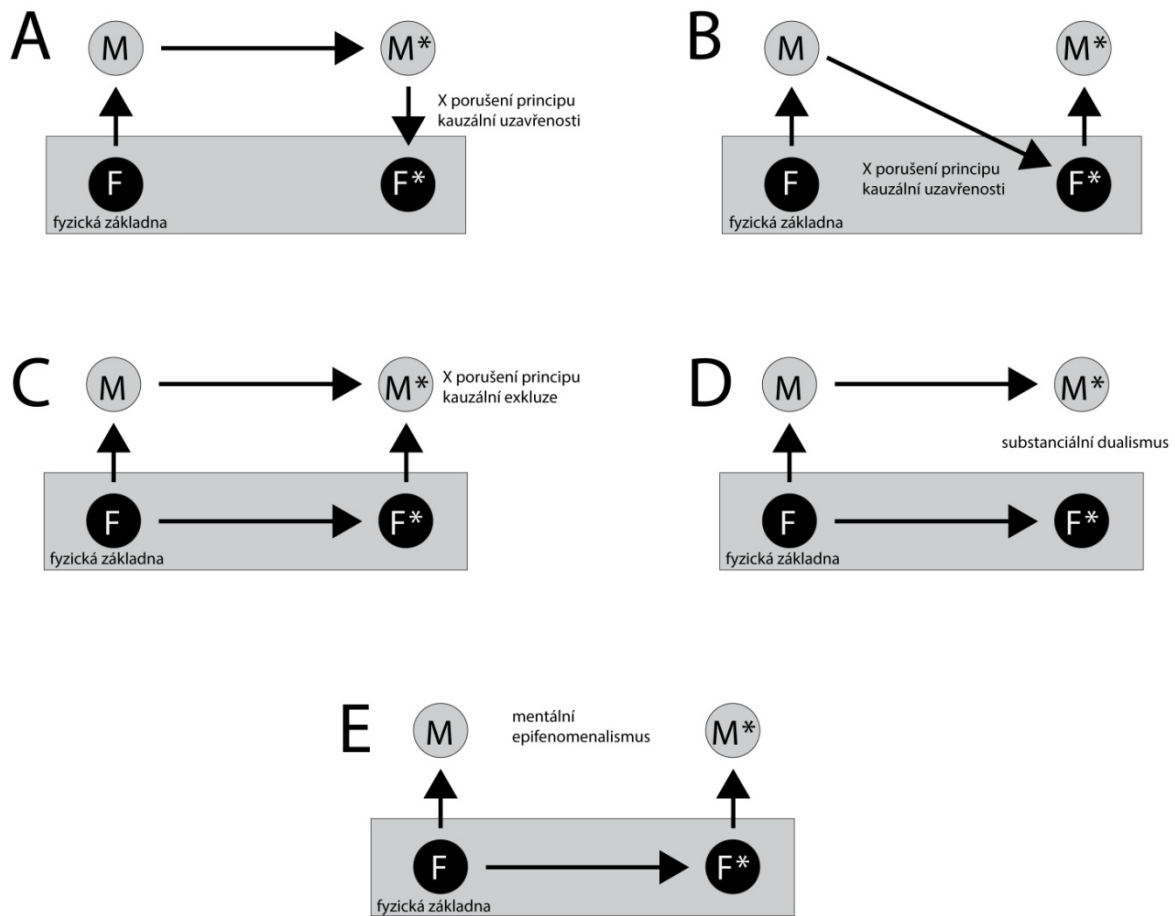 A
M
M*
X porušení principu
kauzální uzavřenosti
F
F*
fyzická základna
B
M
M*
X porušení principu
kauzální uzavřenosti
F
F*
fyzická základna
C
M
M*
X porušení principu
kauzální exkluze
F
F*
fyzická základna
D
M
M*
substanciální dualismus
F
F*
fyzická základna
E
M
mentální
epifenomenalismus
M*
F
F*
fyzická základna